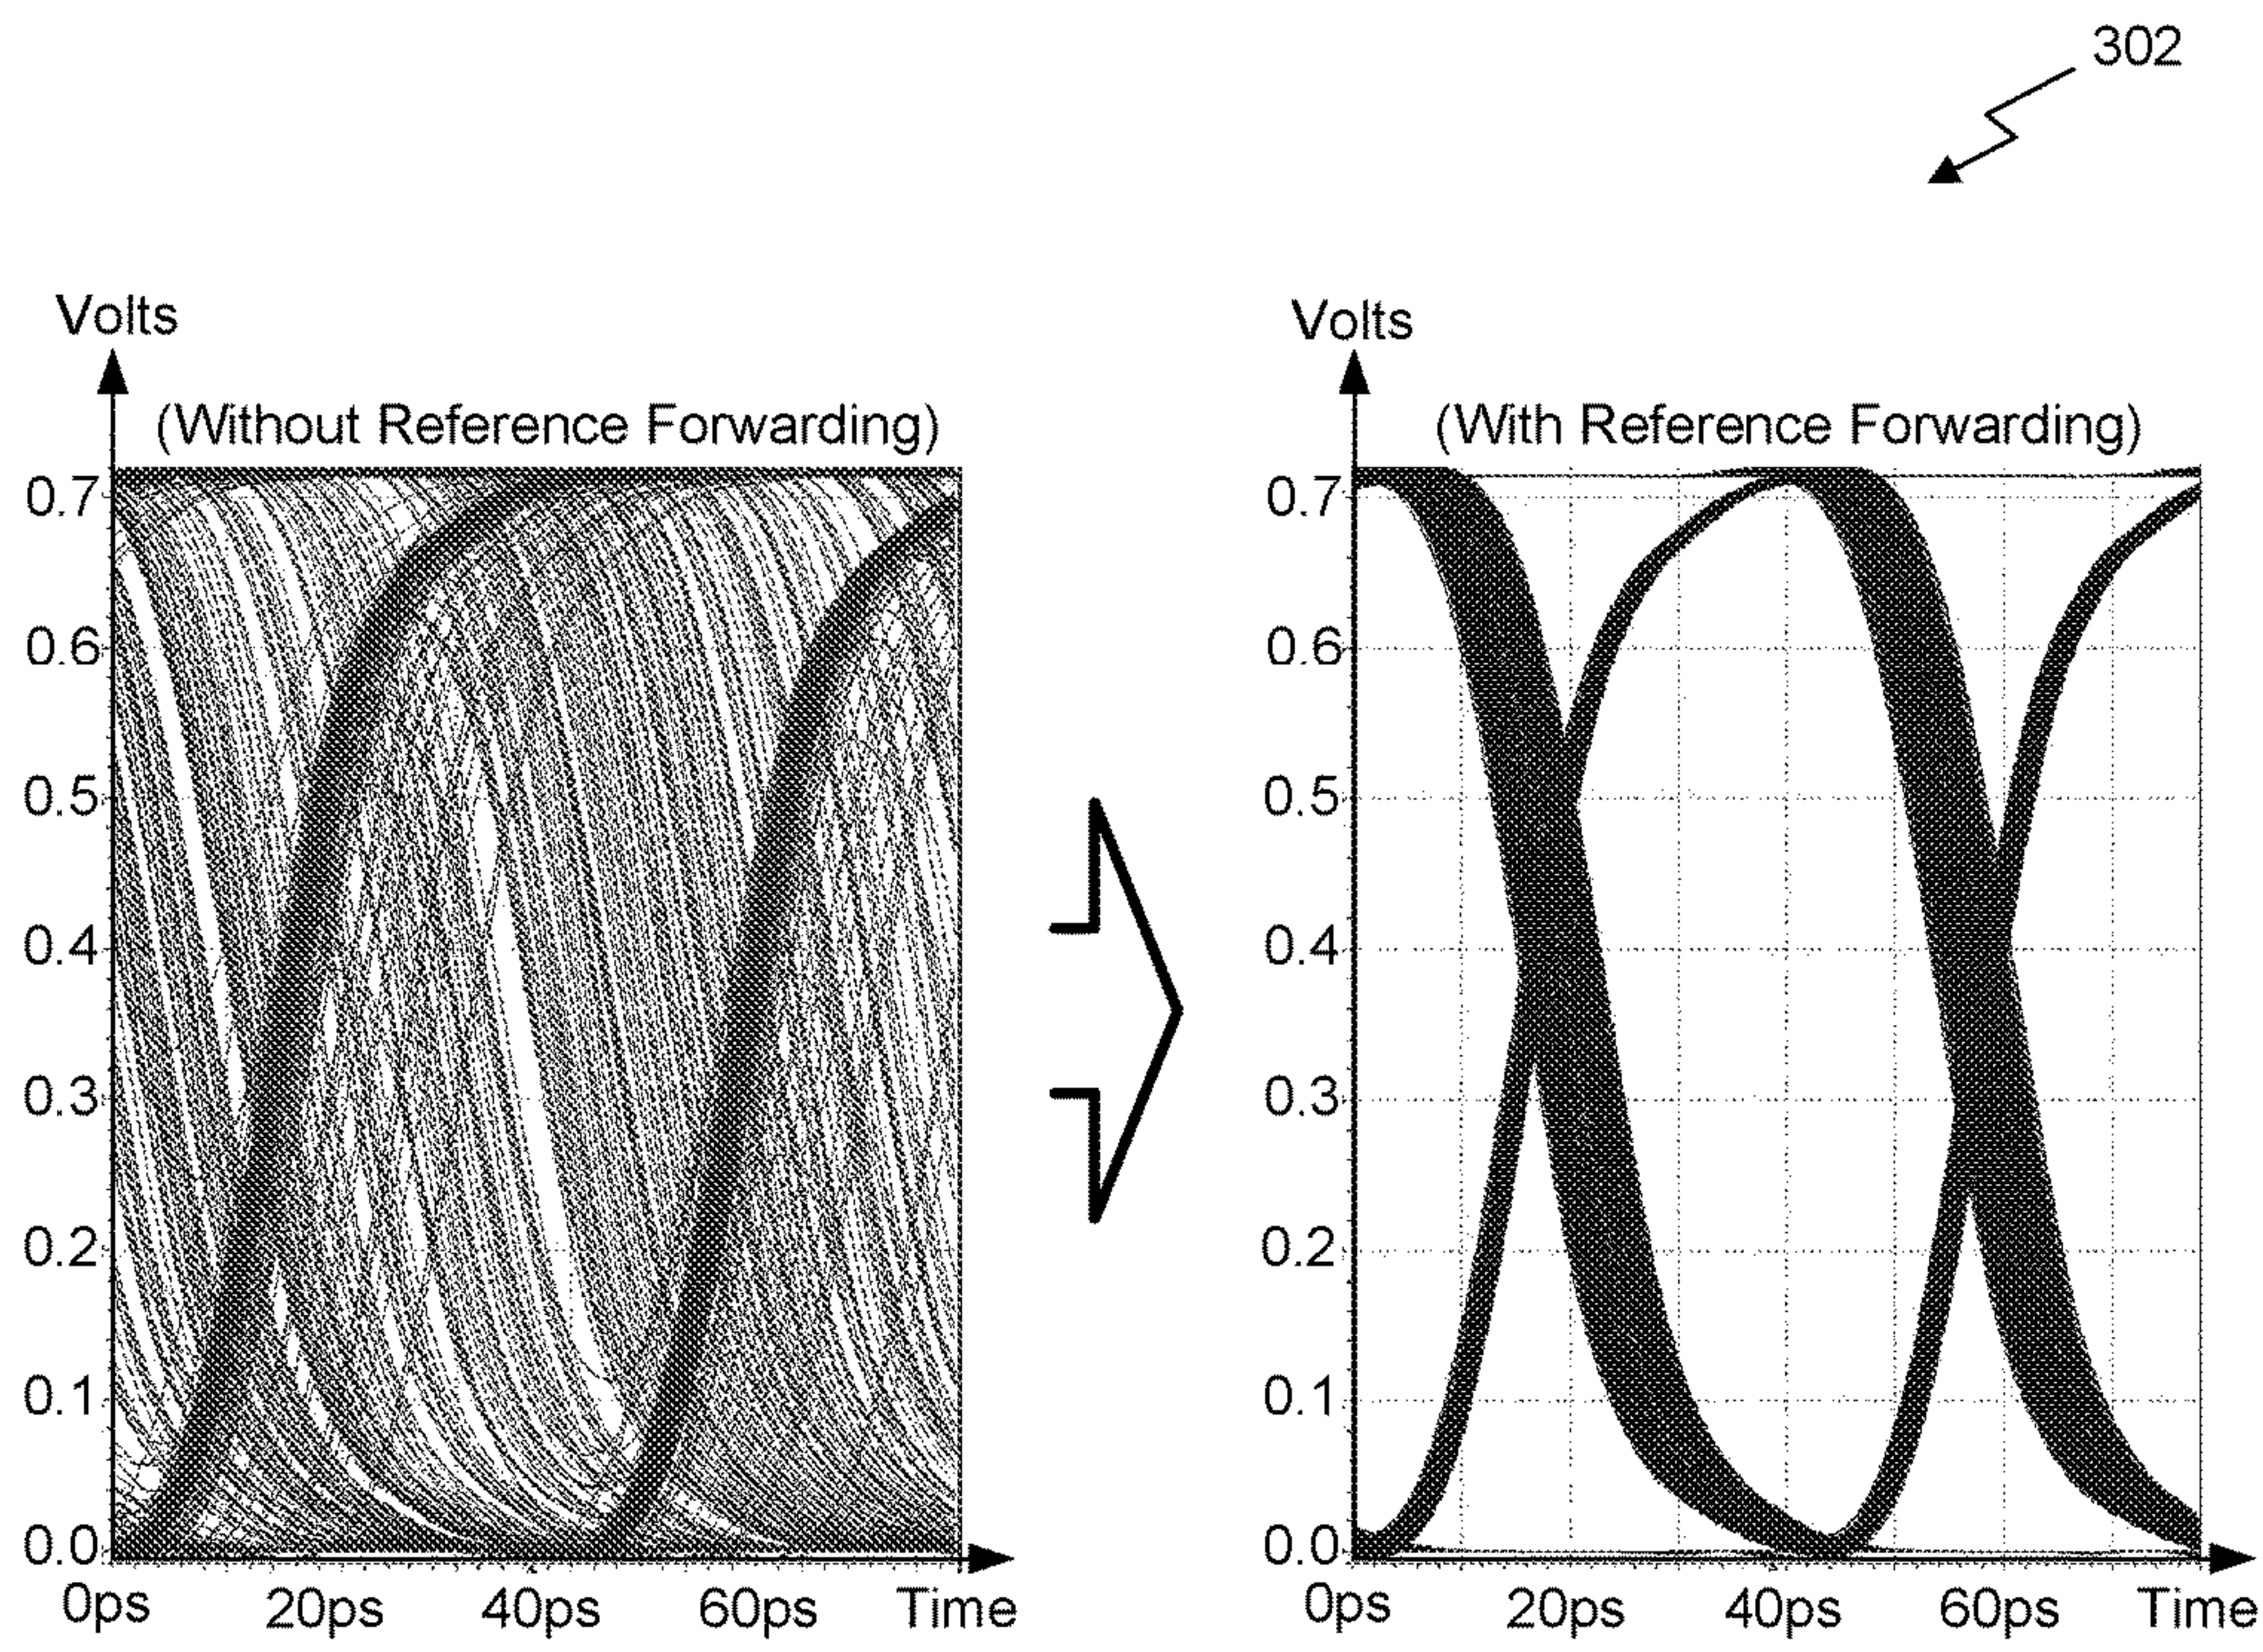 302
Volts
(Without Reference Forwarding)
0.7
0.6
0.5
0.4
0.3
0.2
0.1
0.0
0ps 20ps 40ps 60ps Time
Volts
(With Reference Forwarding)
0.7
0.6
0.5
0.4
0.3
0.2
0.1
0.0
0ps 20ps 40ps 60ps Time